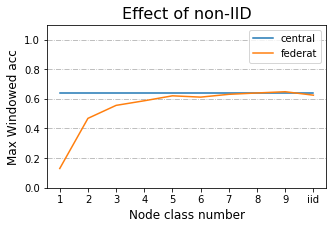 Effect of non-IID
central
federat
Max Windowed acc
1.0
0.8
0.6
0.4
0.2
0.0
1 2 3 4 5 6 7 8 9 iid
Node class number